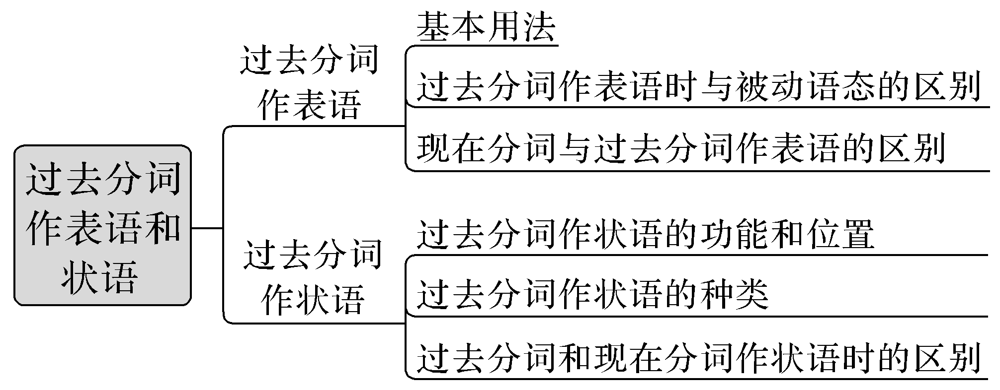 过去分词
作表语和
状语
过去分词
作表语
基本用法
过去分词作表语时与被动语态的区别
现在分词与过去分词作表语的区别
过去分词
作状语
过去分词作状语的功能和位置
过去分词作状语的种类
过去分词和现在分词作状语时的区别